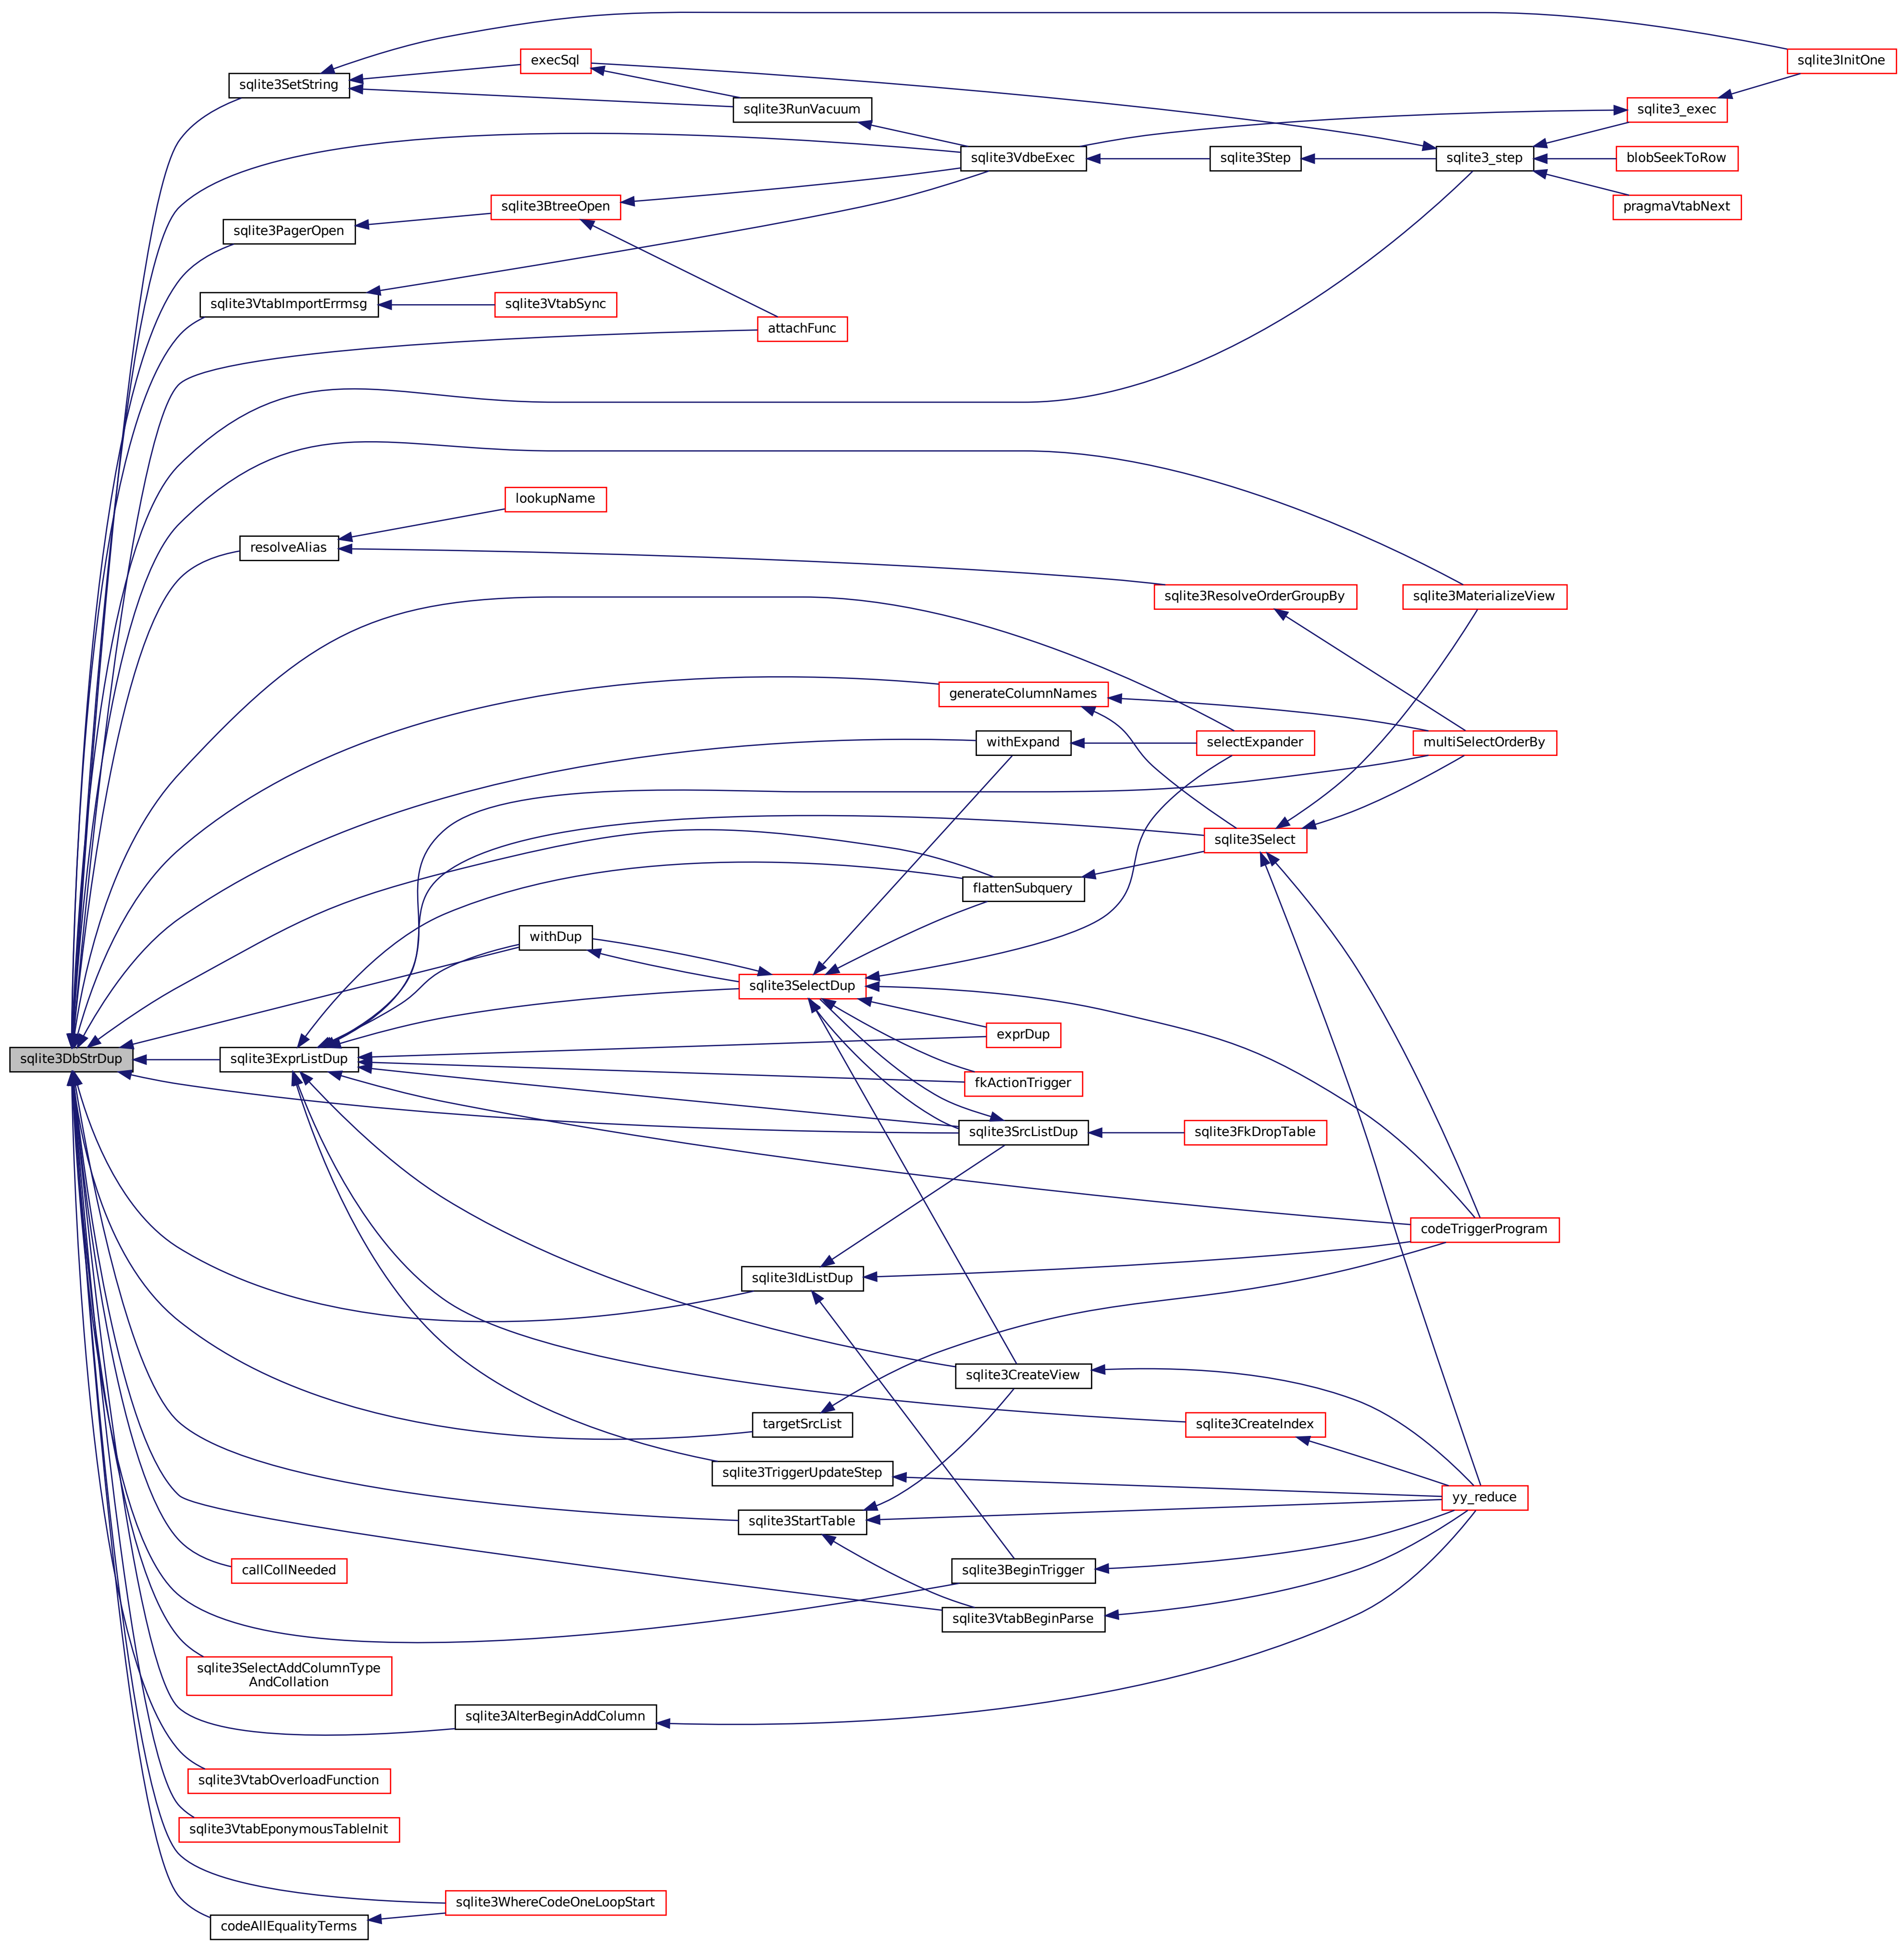 sqlite3InitOne
execSql
sqlite3SetString
sqlite3_exec
sqlite3RunVacuum
sqlite3VdbeExec
sqlite3Step
sqlite3_step
blobSeekToRow
sqlite3BtreeOpen
pragmaVtabNext
sqlite3PagerOpen
sqlite3VtabImportErrmsg
sqlite3VtabSync
attachFunc
lookupName
resolveAlias
sqlite3ResolveOrderGroupBy
sqlite3MaterializeView
generateColumnNames
withExpand
selectExpander
multiSelectOrderBy
sqlite3Select
flattenSubquery
withDup
sqlite3SelectDup
exprDup
sqlite3DbStrDup
sqlite3ExprListDup
fkActionTrigger
sqlite3SrcListDup
sqlite3FkDropTable
codeTriggerProgram
sqlite3IdListDup
sqlite3CreateView
targetSrcList
sqlite3CreateIndex
sqlite3TriggerUpdateStep
yy_reduce
sqlite3StartTable
callCollNeeded
sqlite3BeginTrigger
sqlite3VtabBeginParse
sqlite3SelectAddColumnType
AndCollation
sqlite3AlterBeginAddColumn
sqlite3VtabOverloadFunction
sqlite3VtabEponymousTableInit
sqlite3WhereCodeOneLoopStart
codeAllEqualityTerms